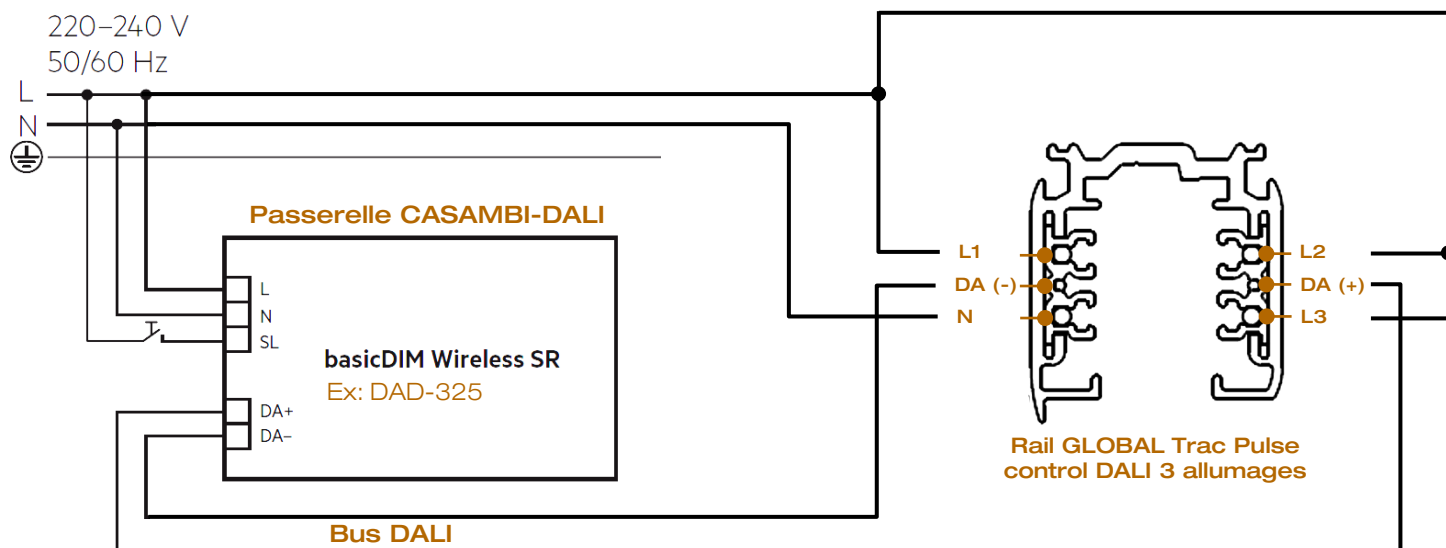 220–240 V
50/60 Hz
L
N
Passerelle CASAMBI-DALI
L
N
SL
basicDIM Wireless SR
Ex: DAD-325
DA+
DA–
Bus DALI
L1
DA (-)
N
L2
DA (+)
L3
Rail GLOBAL Trac Pulse
control DALI 3 allumages